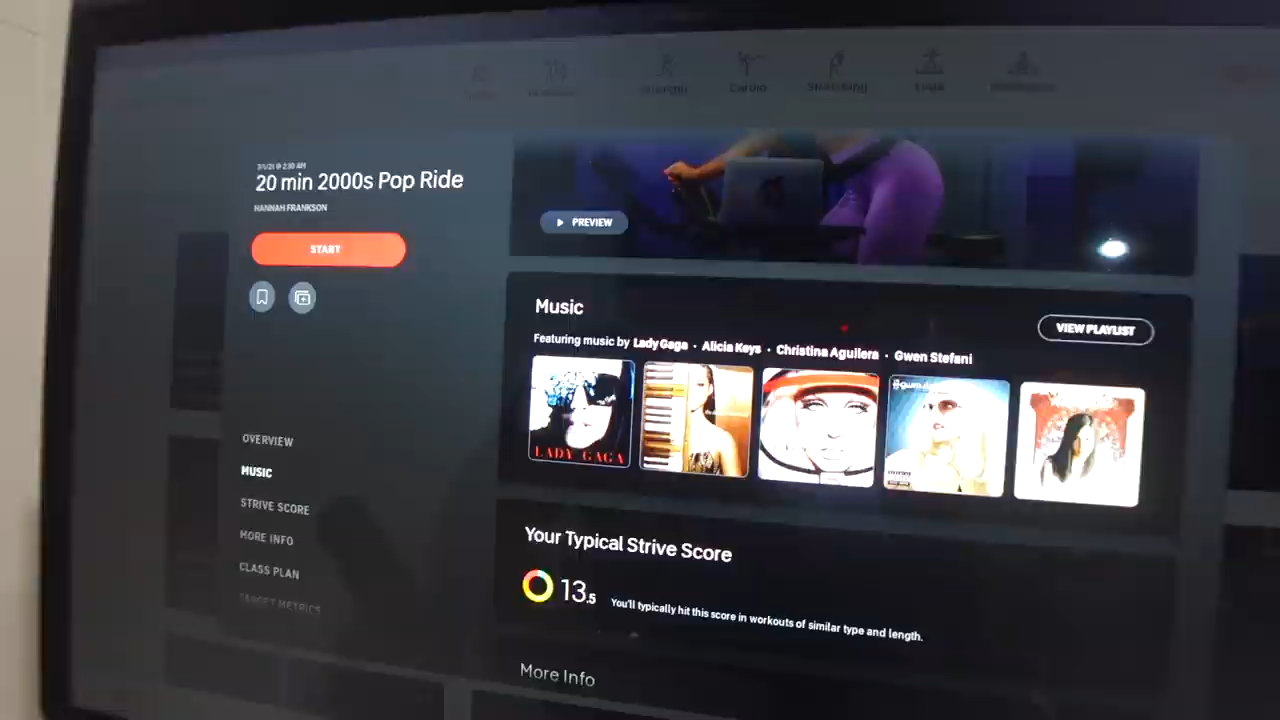 Strength
Cardio
Stretching
Yoga
7/1/21 @ 2:30 AM
20 min 2000s Pop Ride
HANNAH FRANKSON
START
PREVIEW
Music
VIEW PLAYLIST
Featuring music by Lady Gaga · Alicia Keys · Christina Aguilera · Gwen Stefani
LADY GAGA
OVERVIEW
MUSIC
STRIVE SCORE
MORE INFO
CLASS PLAN
TARGET METRICS
Your Typical Strive Score
13.5
You'll typically hit this score in workouts of similar type and length.
More Info